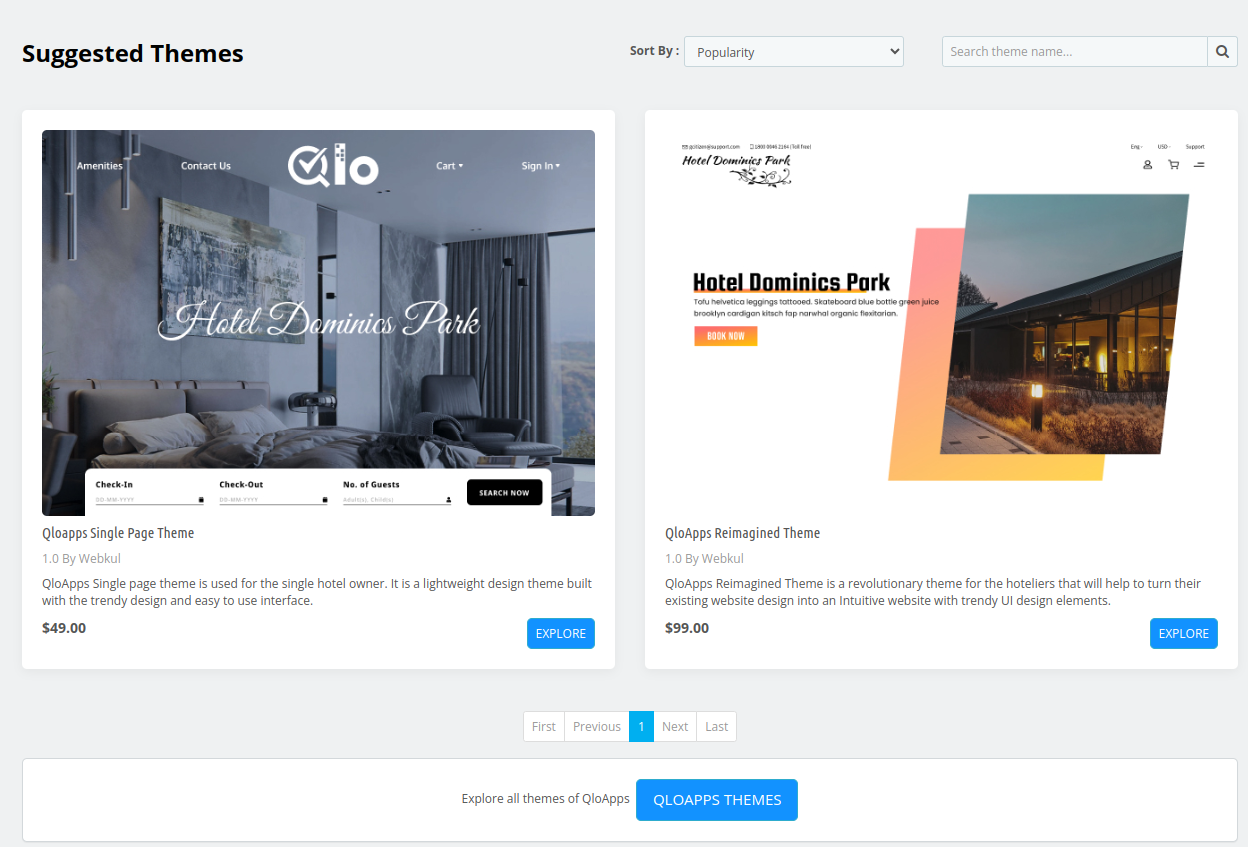 Suggested Themes
Sort By :
Popularity
Search theme name...
Amenities
Contact Us
Qlo
Cart
Sign In
Hotel Dominics Park
Check-In
DD-MM-YYYY
Check-Out
DD-MM-YYYY
No. of Guests
Adult(s), Child(s)
SEARCH NOW
Qloapps Single Page Theme
1.0 By Webkul
QloApps Single page theme is used for the single hotel owner. It is a lightweight design theme built
with the trendy design and easy to use interface.
$49.00
EXPLORE
(Toll Free)
Eng
USD
Support
Hotel Dominics Park
Hotel Dominics Park
Tofu helvetica leggings tattooed. Skateboard blue bottle green juice
brooklyn cardigan kitsch fap narwhal organic flexitarian.
BOOK NOW
QloApps Reimagined Theme
1.0 By Webkul
QloApps Reimagined Theme is a revolutionary theme for the hoteliers that will help to turn their
existing website design into an Intuitive website with trendy UI design elements.
$99.00
EXPLORE
First
Previous
1
Next
Last
Explore all themes of QloApps
QLOAPPS THEMES